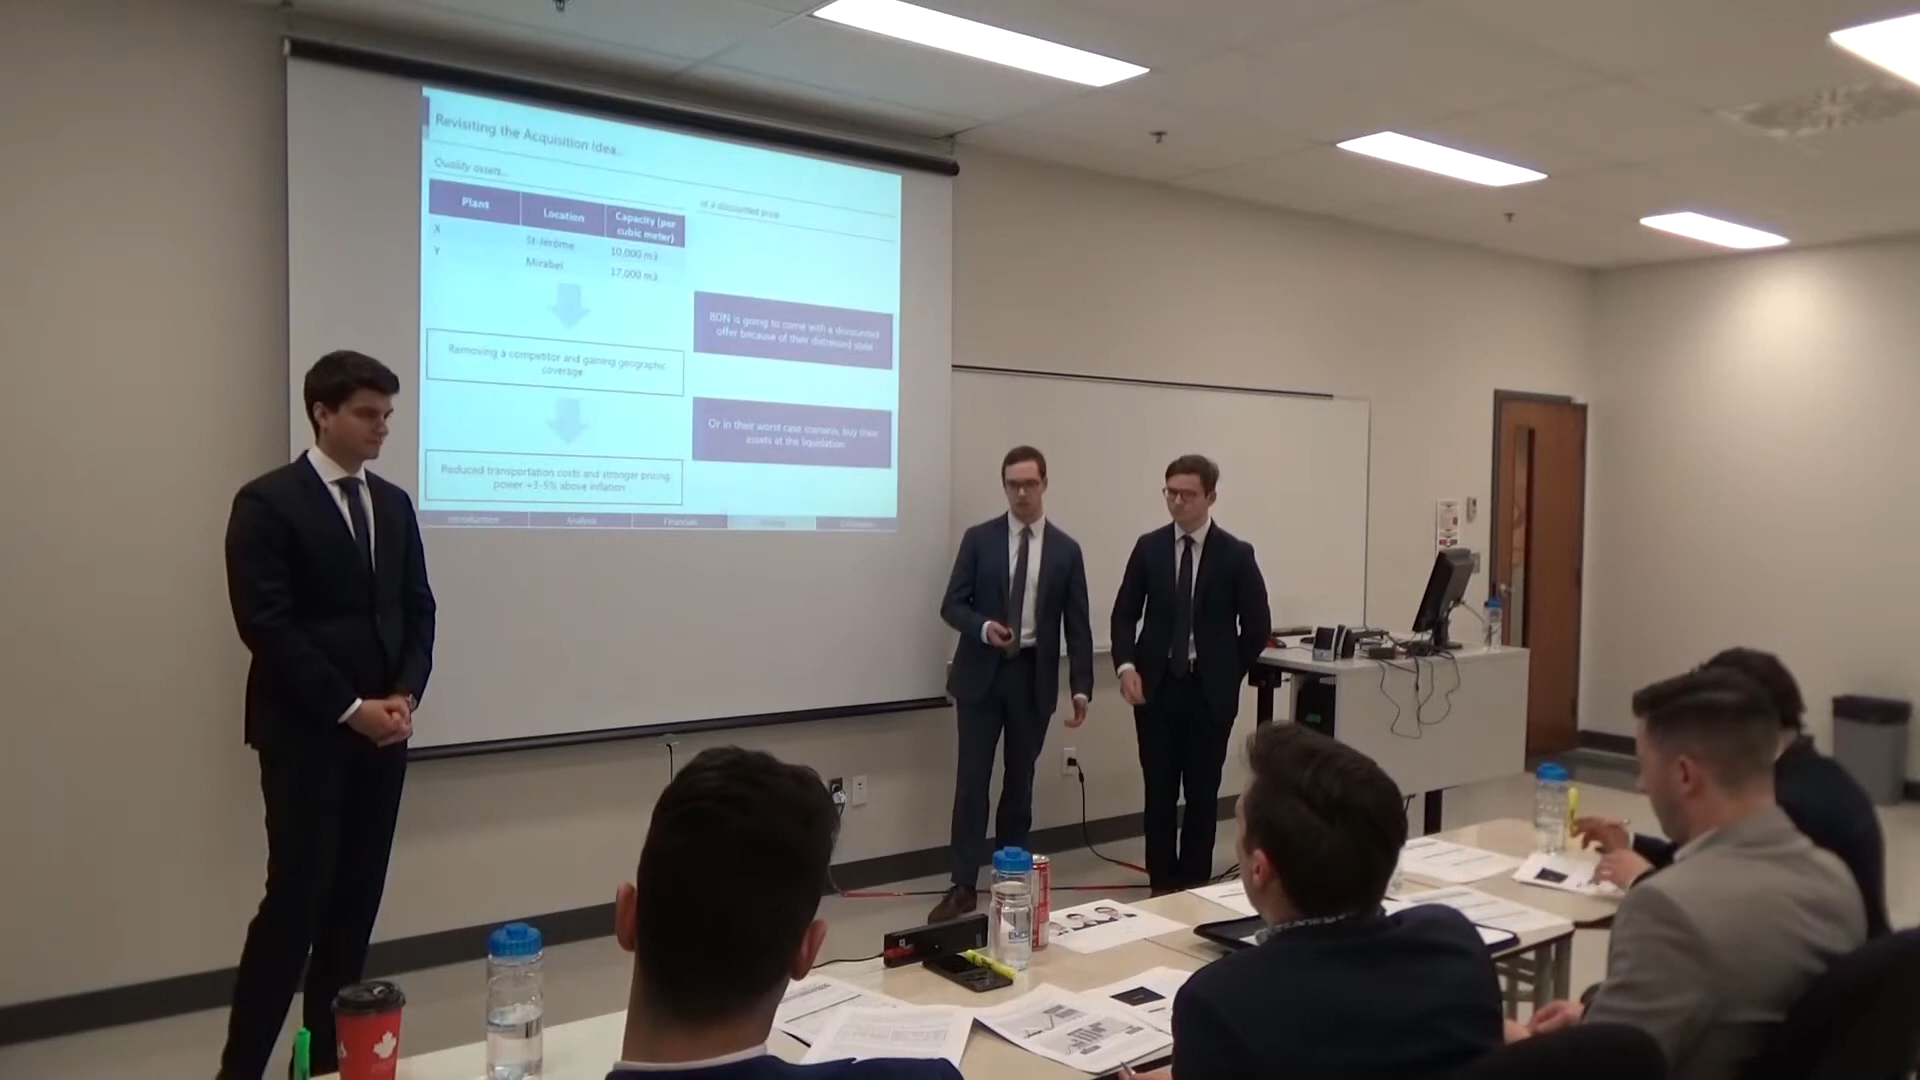 Revisiting the Acquisition Idea..
Quality assets...
at a discounted price
Plant Location Capacity (per
cubic meter)
X St-Jérôme 10,000 m3
Y Mirabel 17,000 m3
Removing a competitor and gaining geographic
coverage
Reduced transportation costs and stronger pricing
power +3-5% above inflation
BDN is going to come with a discounted
offer because of their distressed state
Or in their worst case scenario, buy their
assets at the liquidation
Introduction Analysis Financials Strategy Conclusion